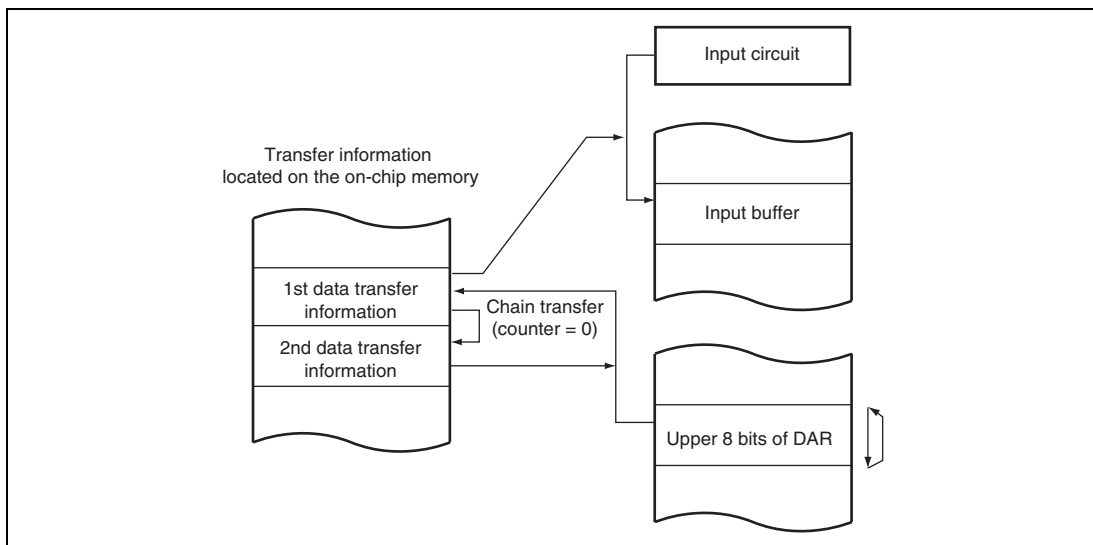 Input circuit
Transfer information
located on the on-chip memory
Input buffer
1st data transfer
information
Chain transfer
(counter = 0)
2nd data transfer
information
Upper 8 bits of DAR